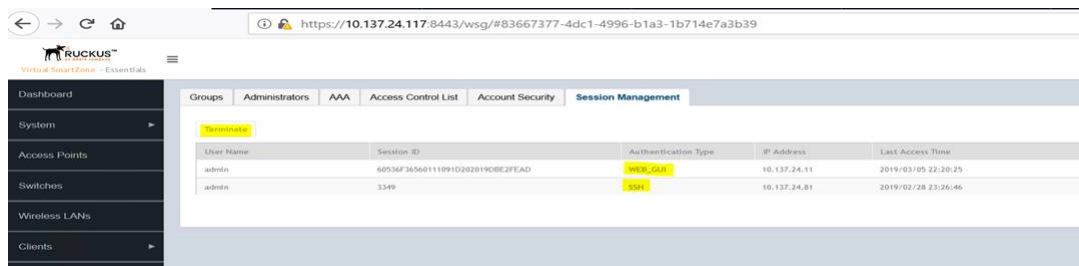 https://10.137.24.117:8443/wsg/#83667377-4dc1-4996-b1a3-1b714e7a3b39
RUCKUS™
Virtual SmartZone - Essentials
Dashboard
System
Access Points
Switches
Wireless LANs
Clients
Groups Administrators AAA Access Control List Account Security Session Management
Terminate
User Name Session ID Authentication Type IP Address Last Access Time
admin 60536F36560111091D202019DBE2FEAD WEB_GUI 10.137.24.11 2019/03/05 22:20:25
admin 3349 SSH 10.137.24.81 2019/02/28 23:26:46